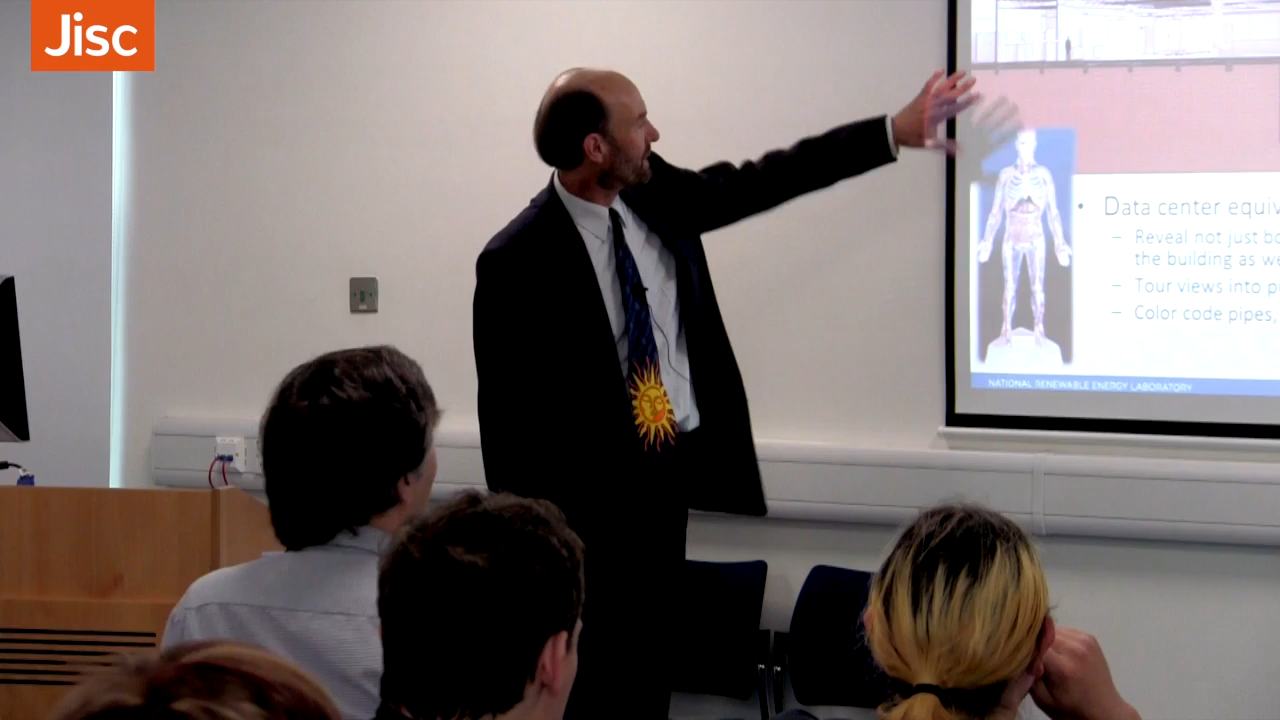 Jisc
Data center equiv
– Reveal not just bo
the building as we
– Tour views into p
– Color code pipes,
NATIONAL RENEWABLE ENERGY LABORATORY